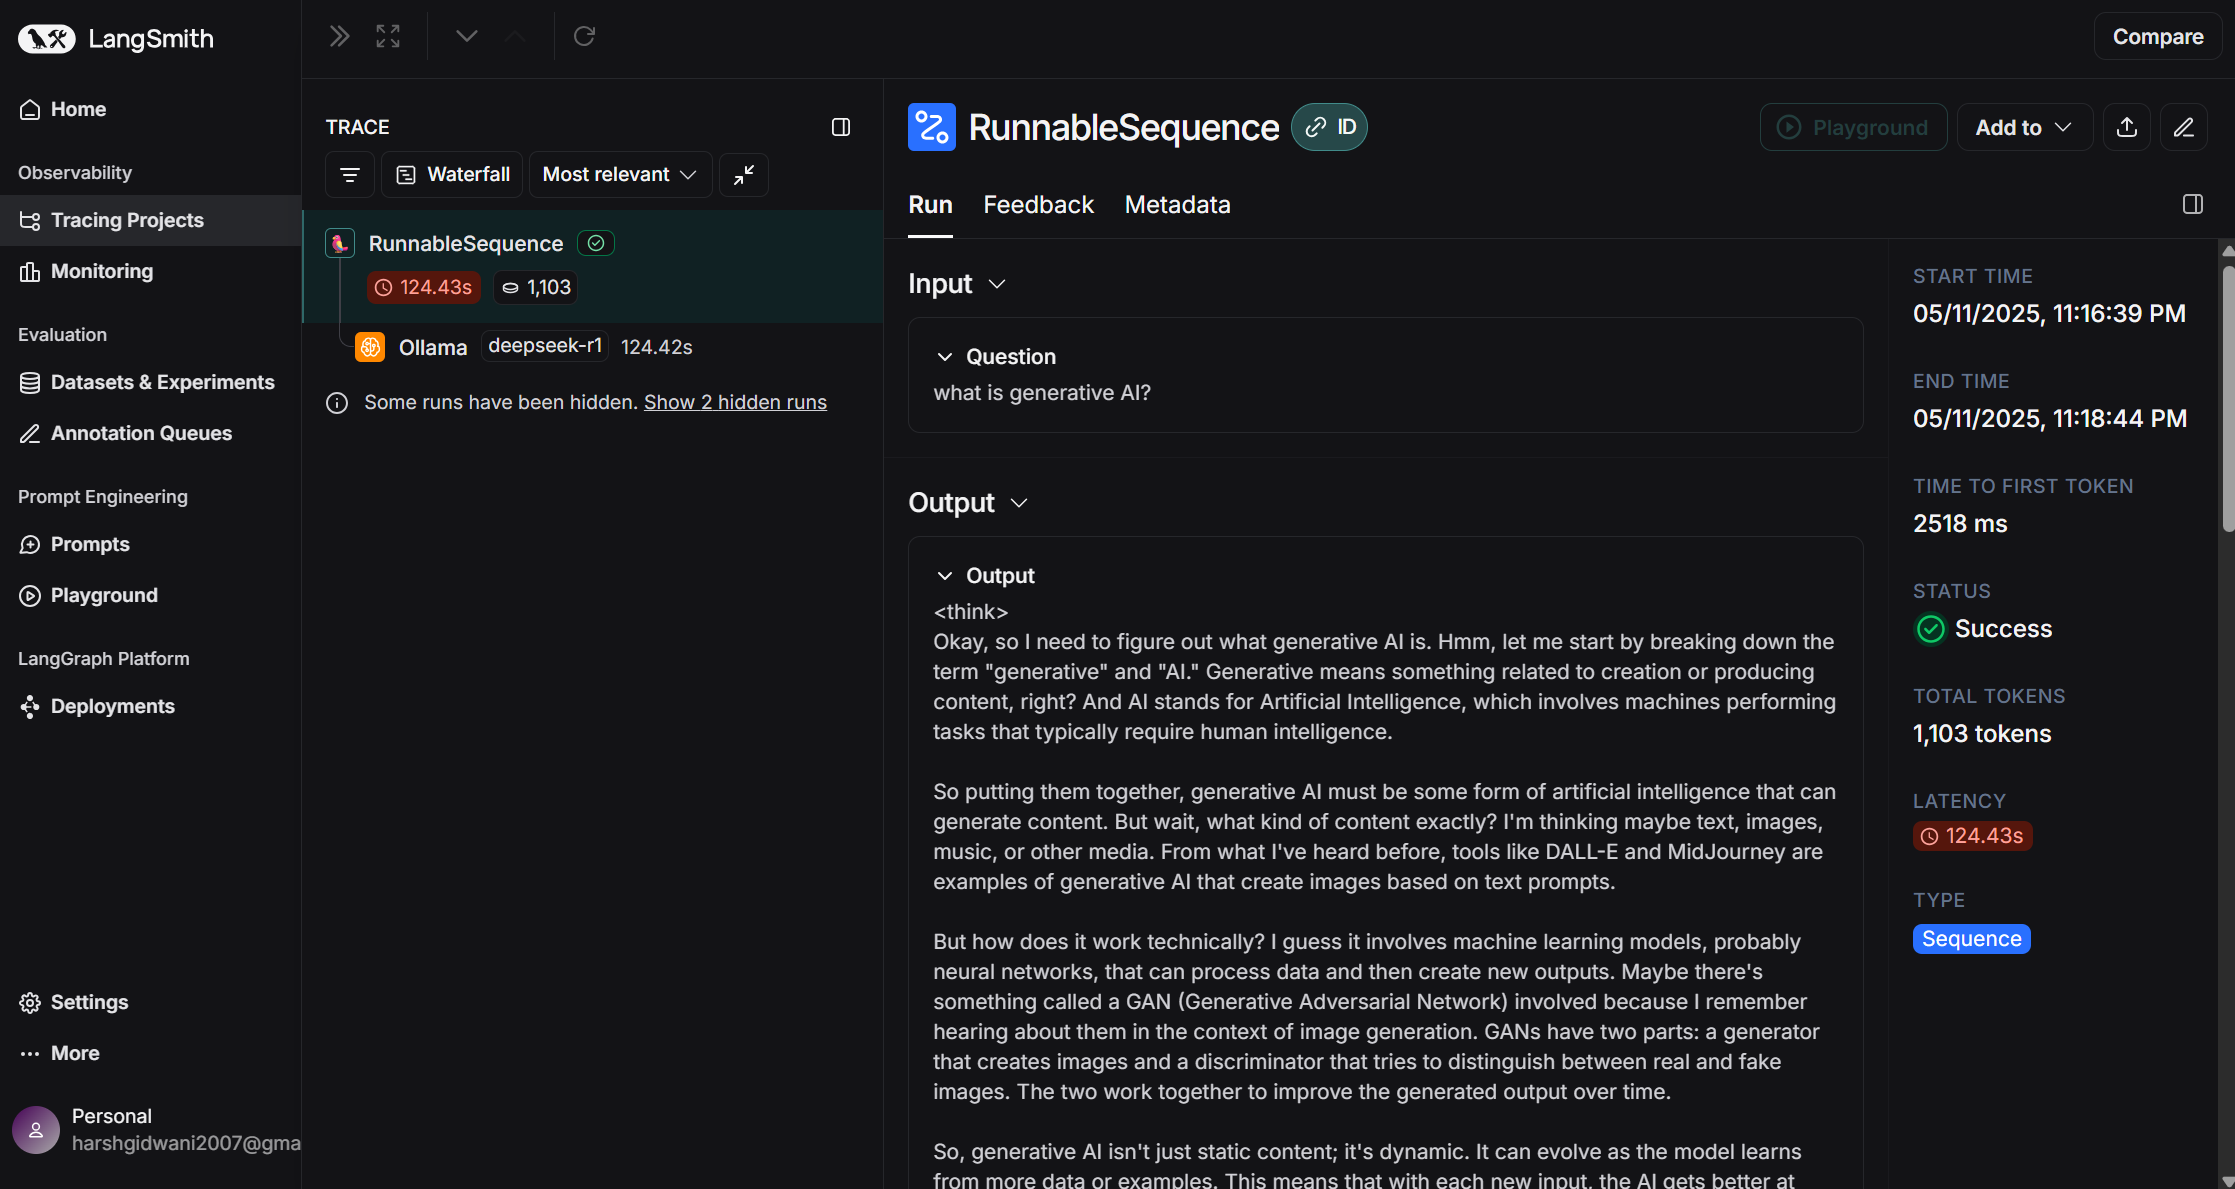 LangSmith
Compare
Home
Observability
Tracing Projects
Monitoring
Evaluation
Datasets & Experiments
Annotation Queues
Prompt Engineering
Prompts
Playground
LangGraph Platform
Deployments
Settings
More
Personal
harshgidwani2007@gma
TRACE
Waterfall
Most relevant
RunnableSequence
124.43s
1,103
Ollama deepseek-r1 124.42s
Some runs have been hidden. Show 2 hidden runs
RunnableSequence ID
Playground
Add to
Run Feedback Metadata
Input
Question
what is generative AI?
Output
Output
<think>
Okay, so I need to figure out what generative AI is. Hmm, let me start by breaking down the
term "generative" and "AI." Generative means something related to creation or producing
content, right? And AI stands for Artificial Intelligence, which involves machines performing
tasks that typically require human intelligence.
So putting them together, generative AI must be some form of artificial intelligence that can
generate content. But wait, what kind of content exactly? I'm thinking maybe text, images,
music, or other media. From what I've heard before, tools like DALL-E and MidJourney are
examples of generative AI that create images based on text prompts.
But how does it work technically? I guess it involves machine learning models, probably
neural networks, that can process data and then create new outputs. Maybe there's
something called a GAN (Generative Adversarial Network) involved because I remember
hearing about them in the context of image generation. GANs have two parts: a generator
that creates images and a discriminator that tries to distinguish between real and fake
images. The two work together to improve the generated output over time.
So, generative AI isn't just static content; it's dynamic. It can evolve as the model learns
from more data or examples. This means that with each new input, the AI gets better at
START TIME
05/11/2025, 11:16:39 PM
END TIME
05/11/2025, 11:18:44 PM
TIME TO FIRST TOKEN
2518 ms
STATUS
Success
TOTAL TOKENS
1,103 tokens
LATENCY
124.43s
TYPE
Sequence